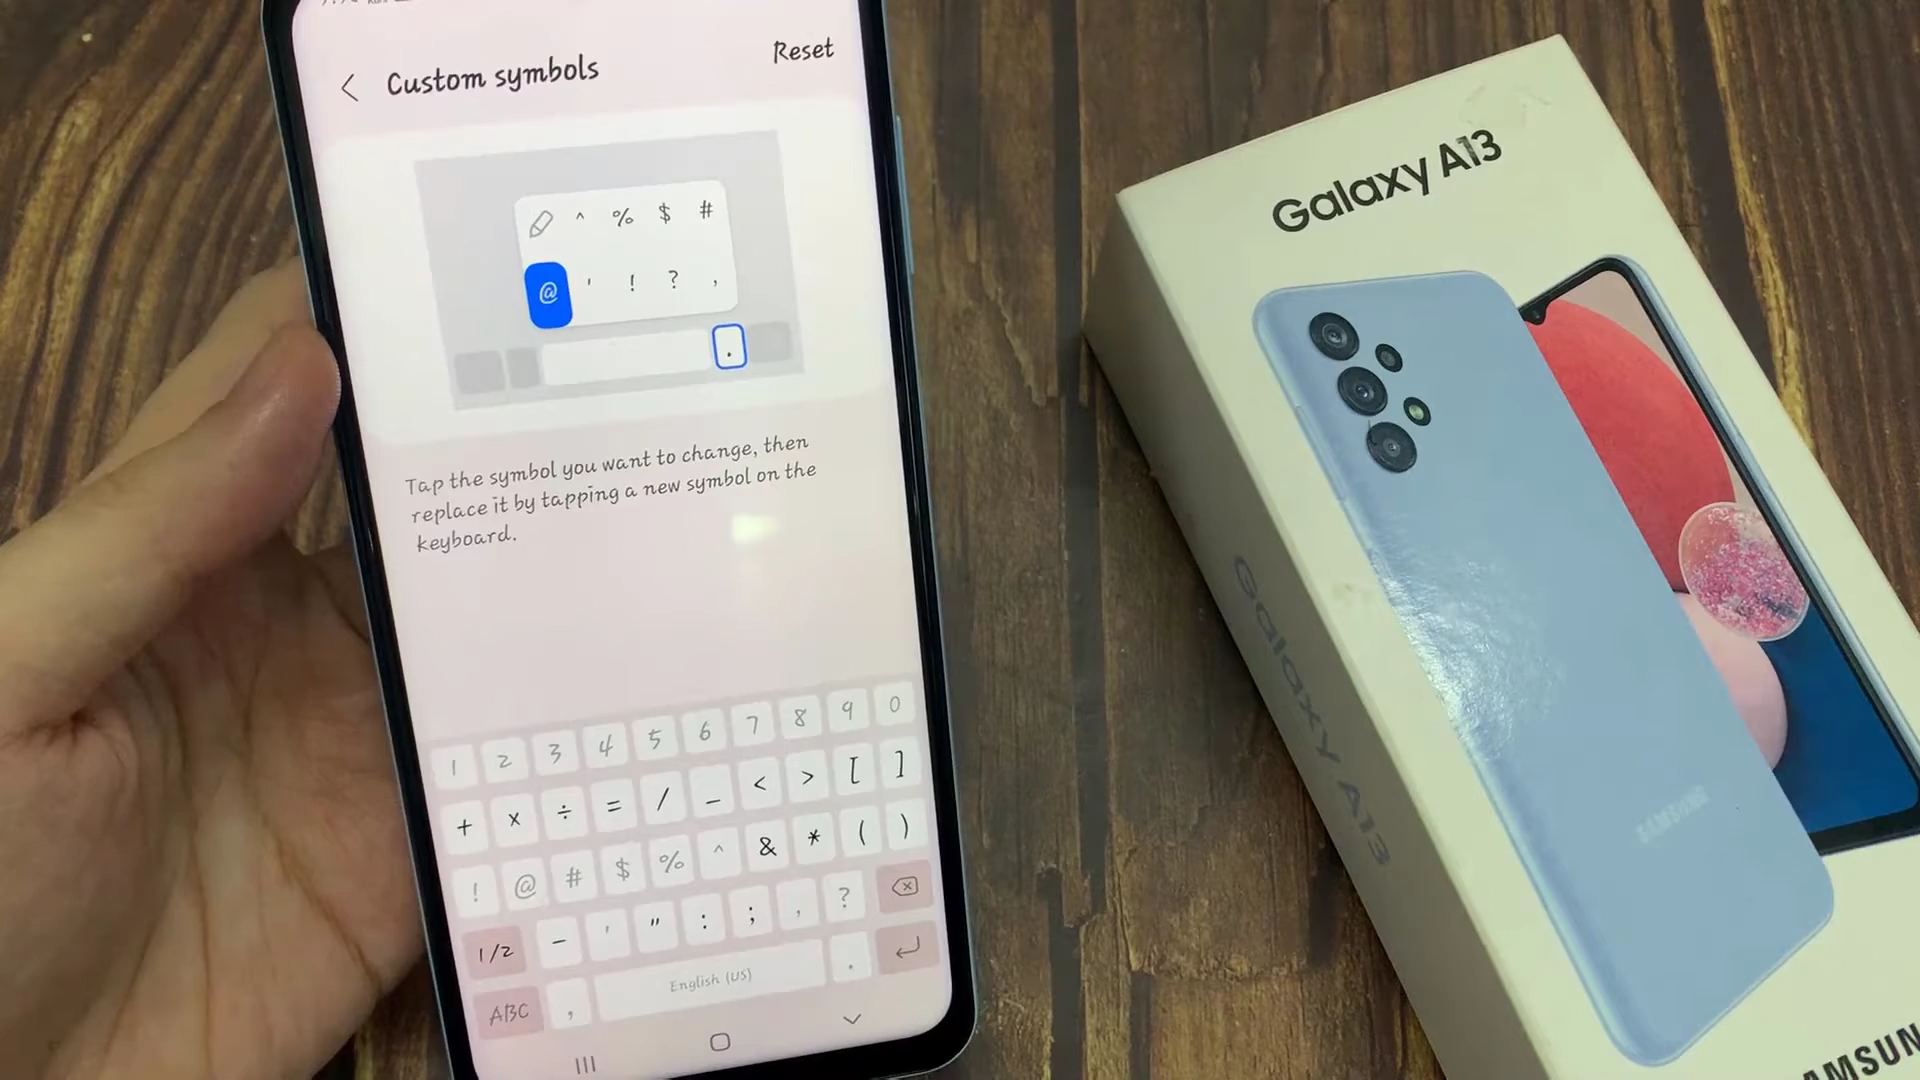 Custom symbols
Reset
^ % $ #
@ ' ! ? ,
.
Tap the symbol you want to change, then
replace it by tapping a new symbol on the
keyboard.
1 2 3 4 5 6 7 8 9 0
+ × ÷ = / _ < > [ ]
! @ # $ % ^ & * ( )
1/2 - ' " : ; , ?
ABC , English (US) .
Galaxy A13
Galaxy A13
SAMSUNG
SAMSUN